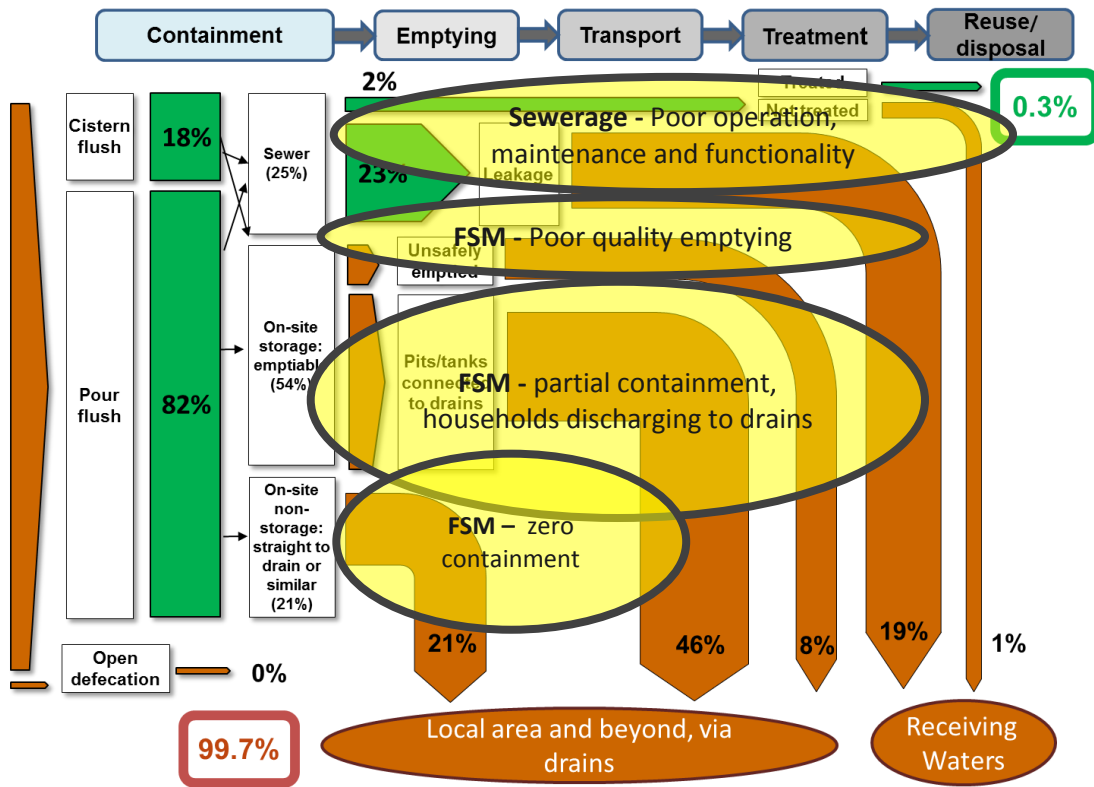 Containment
Emptying
Transport
Treatment
Reuse/
disposal
2%
Treated
Not treated
0.3%
Cistern
flush
18%
Sewer
(25%)
23%
Leakage
Sewerage - Poor operation,
maintenance and functionality
FSM - Poor quality emptying
Unsafely
emptied
Pour
flush
82%
On-site
storage:
emptiable
(54%)
Pits/tanks
connected
to drains
FSM - partial containment,
households discharging to drains
On-site
non-
storage:
straight to
drain or
similar
(21%)
FSM – zero
containment
21%
46%
8%
19%
1%
Open
defecation
0%
99.7%
Local area and beyond, via
drains
Receiving
Waters